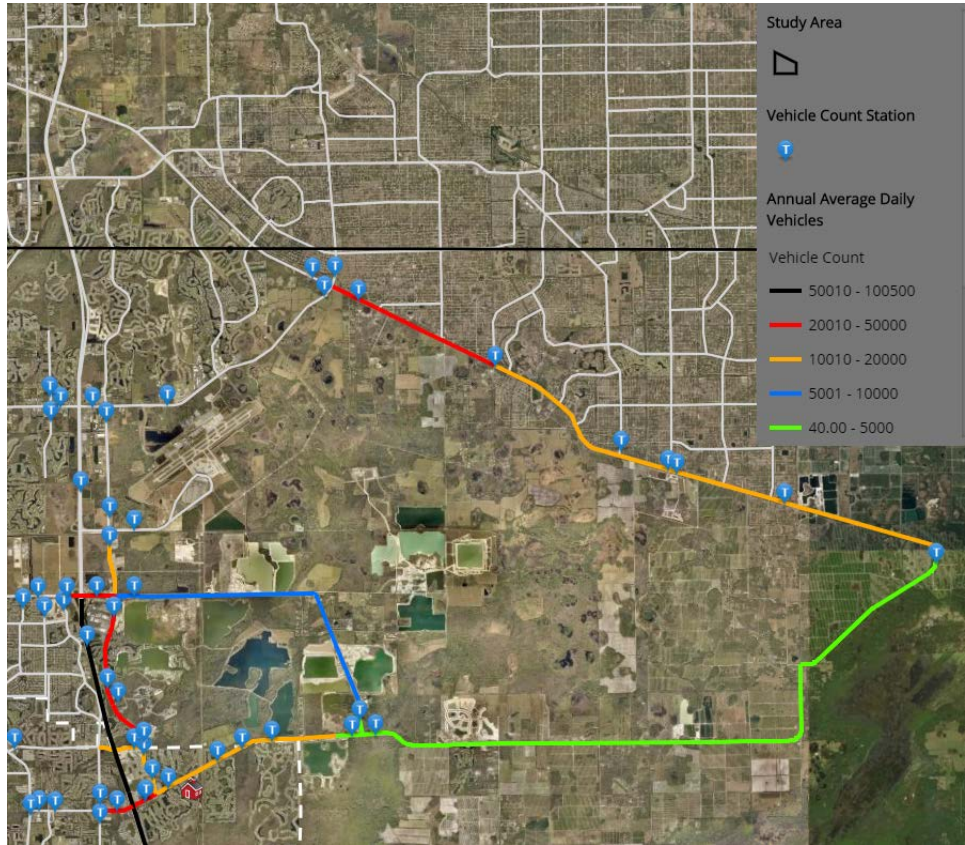 Study Area
Vehicle Count Station
T
Annual Average Daily
Vehicles
Vehicle Count
50010 - 100500
20010 - 50000
10010 - 20000
5001 - 10000
40.00 - 5000